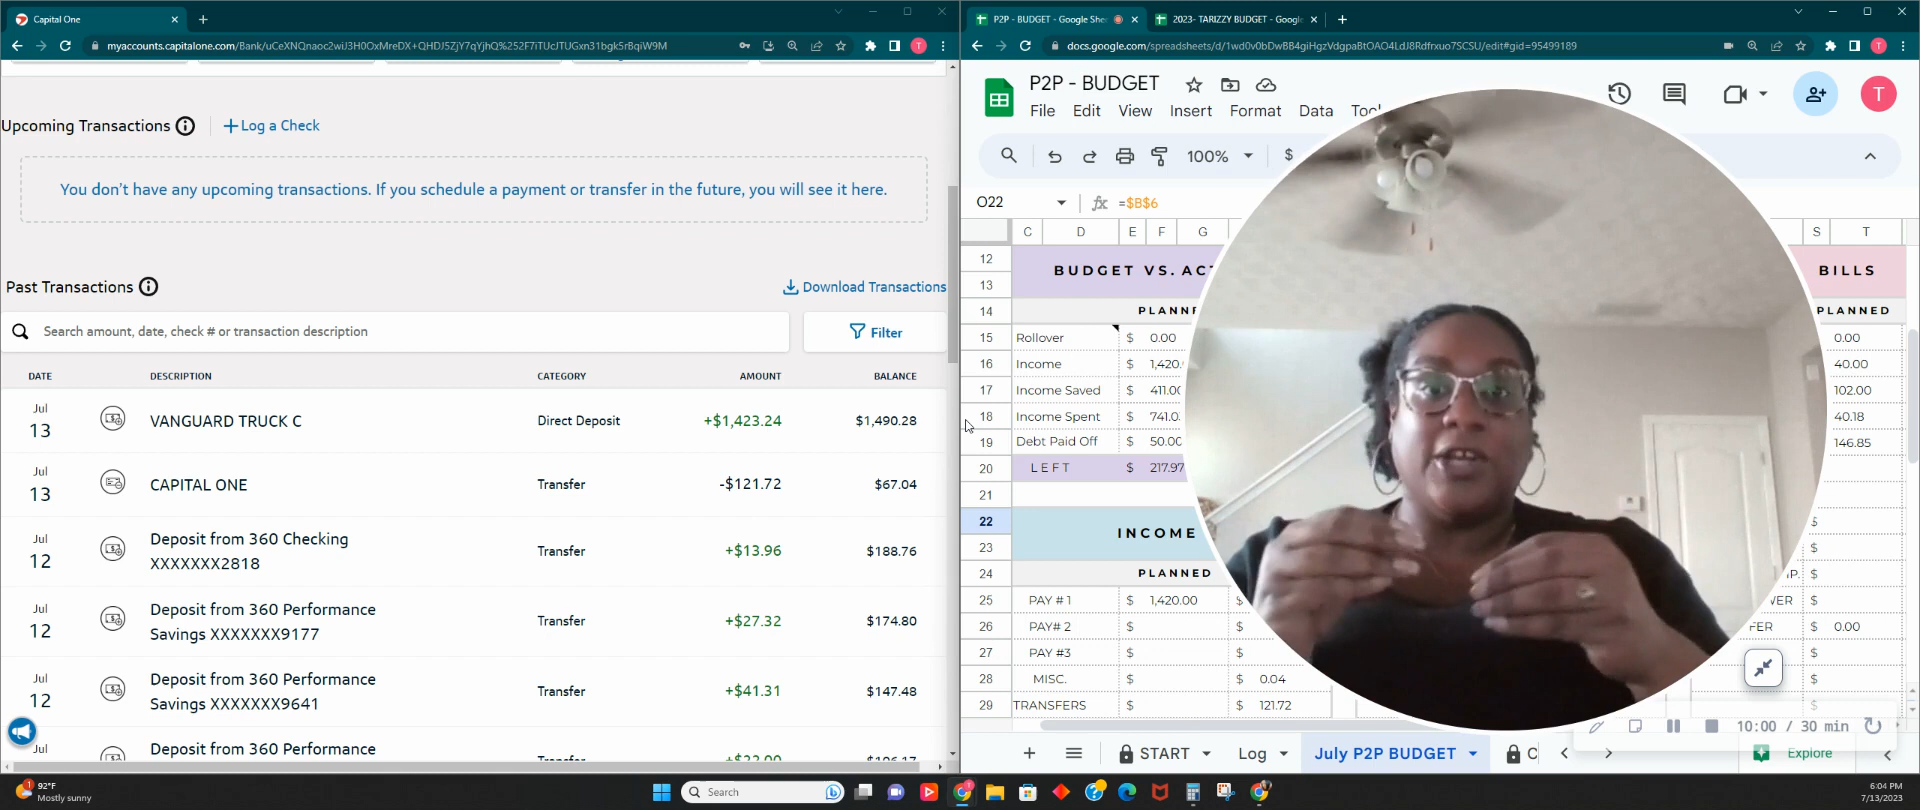 Capital One
myaccounts.capitalone.com/Bank/
Upcoming Transactions
+ Log a Check
You don't have any upcoming transactions. If you schedule a payment or transfer in the future, you will see it here.
Past Transactions
Download Transactions
Search amount, date, check # or transaction description
Filter
DATE DESCRIPTION CATEGORY AMOUNT BALANCE
Jul 13 VANGUARD TRUCK C Direct Deposit +$1,423.24 $1,490.28
Jul 13 CAPITAL ONE Transfer -$121.72 $67.04
Jul 12 Deposit from 360 Checking XXXXXXX2818 Transfer +$13.96 $188.76
Jul 12 Deposit from 360 Performance Savings XXXXXXX9177 Transfer +$27.32 $174.80
Jul 12 Deposit from 360 Performance Savings XXXXXXX9641 Transfer +$41.31 $147.48
Jul Deposit from 360 Performance
P2P - BUDGET - Google She
2023- TARIZZY BUDGET - Google
docs.google.com/spreadsheets/d/
P2P - BUDGET
File Edit View Insert Format Data
T
100% $
O22 fx =$B$6
C D E F G S T
12
13 BUDGET VS. BILLS
14 PLANNED
15 Rollover $ 0.00 0.00
16 Income $ 1,420. 40.00
17 Income Saved $ 411.00 102.00
18 Income Spent $ 741.0 40.18
19 Debt Paid Off $ 50.00 146.85
20 LEFT $ 217.97
21
22 $
23 INCOME $
24 PLANNED $
25 PAY # 1 $ 1,420.00 $ $
26 PAY# 2 $ $ FER $ 0.00
27 PAY #3 $ $ $
28 MISC. $ $ 0.04 $
29 TRANSFERS $ $ 121.72 $
10:00 / 30 min
START Log July P2P BUDGET C Explore
92°F
Mostly sunny
Search
6:04 PM
7/13/2023